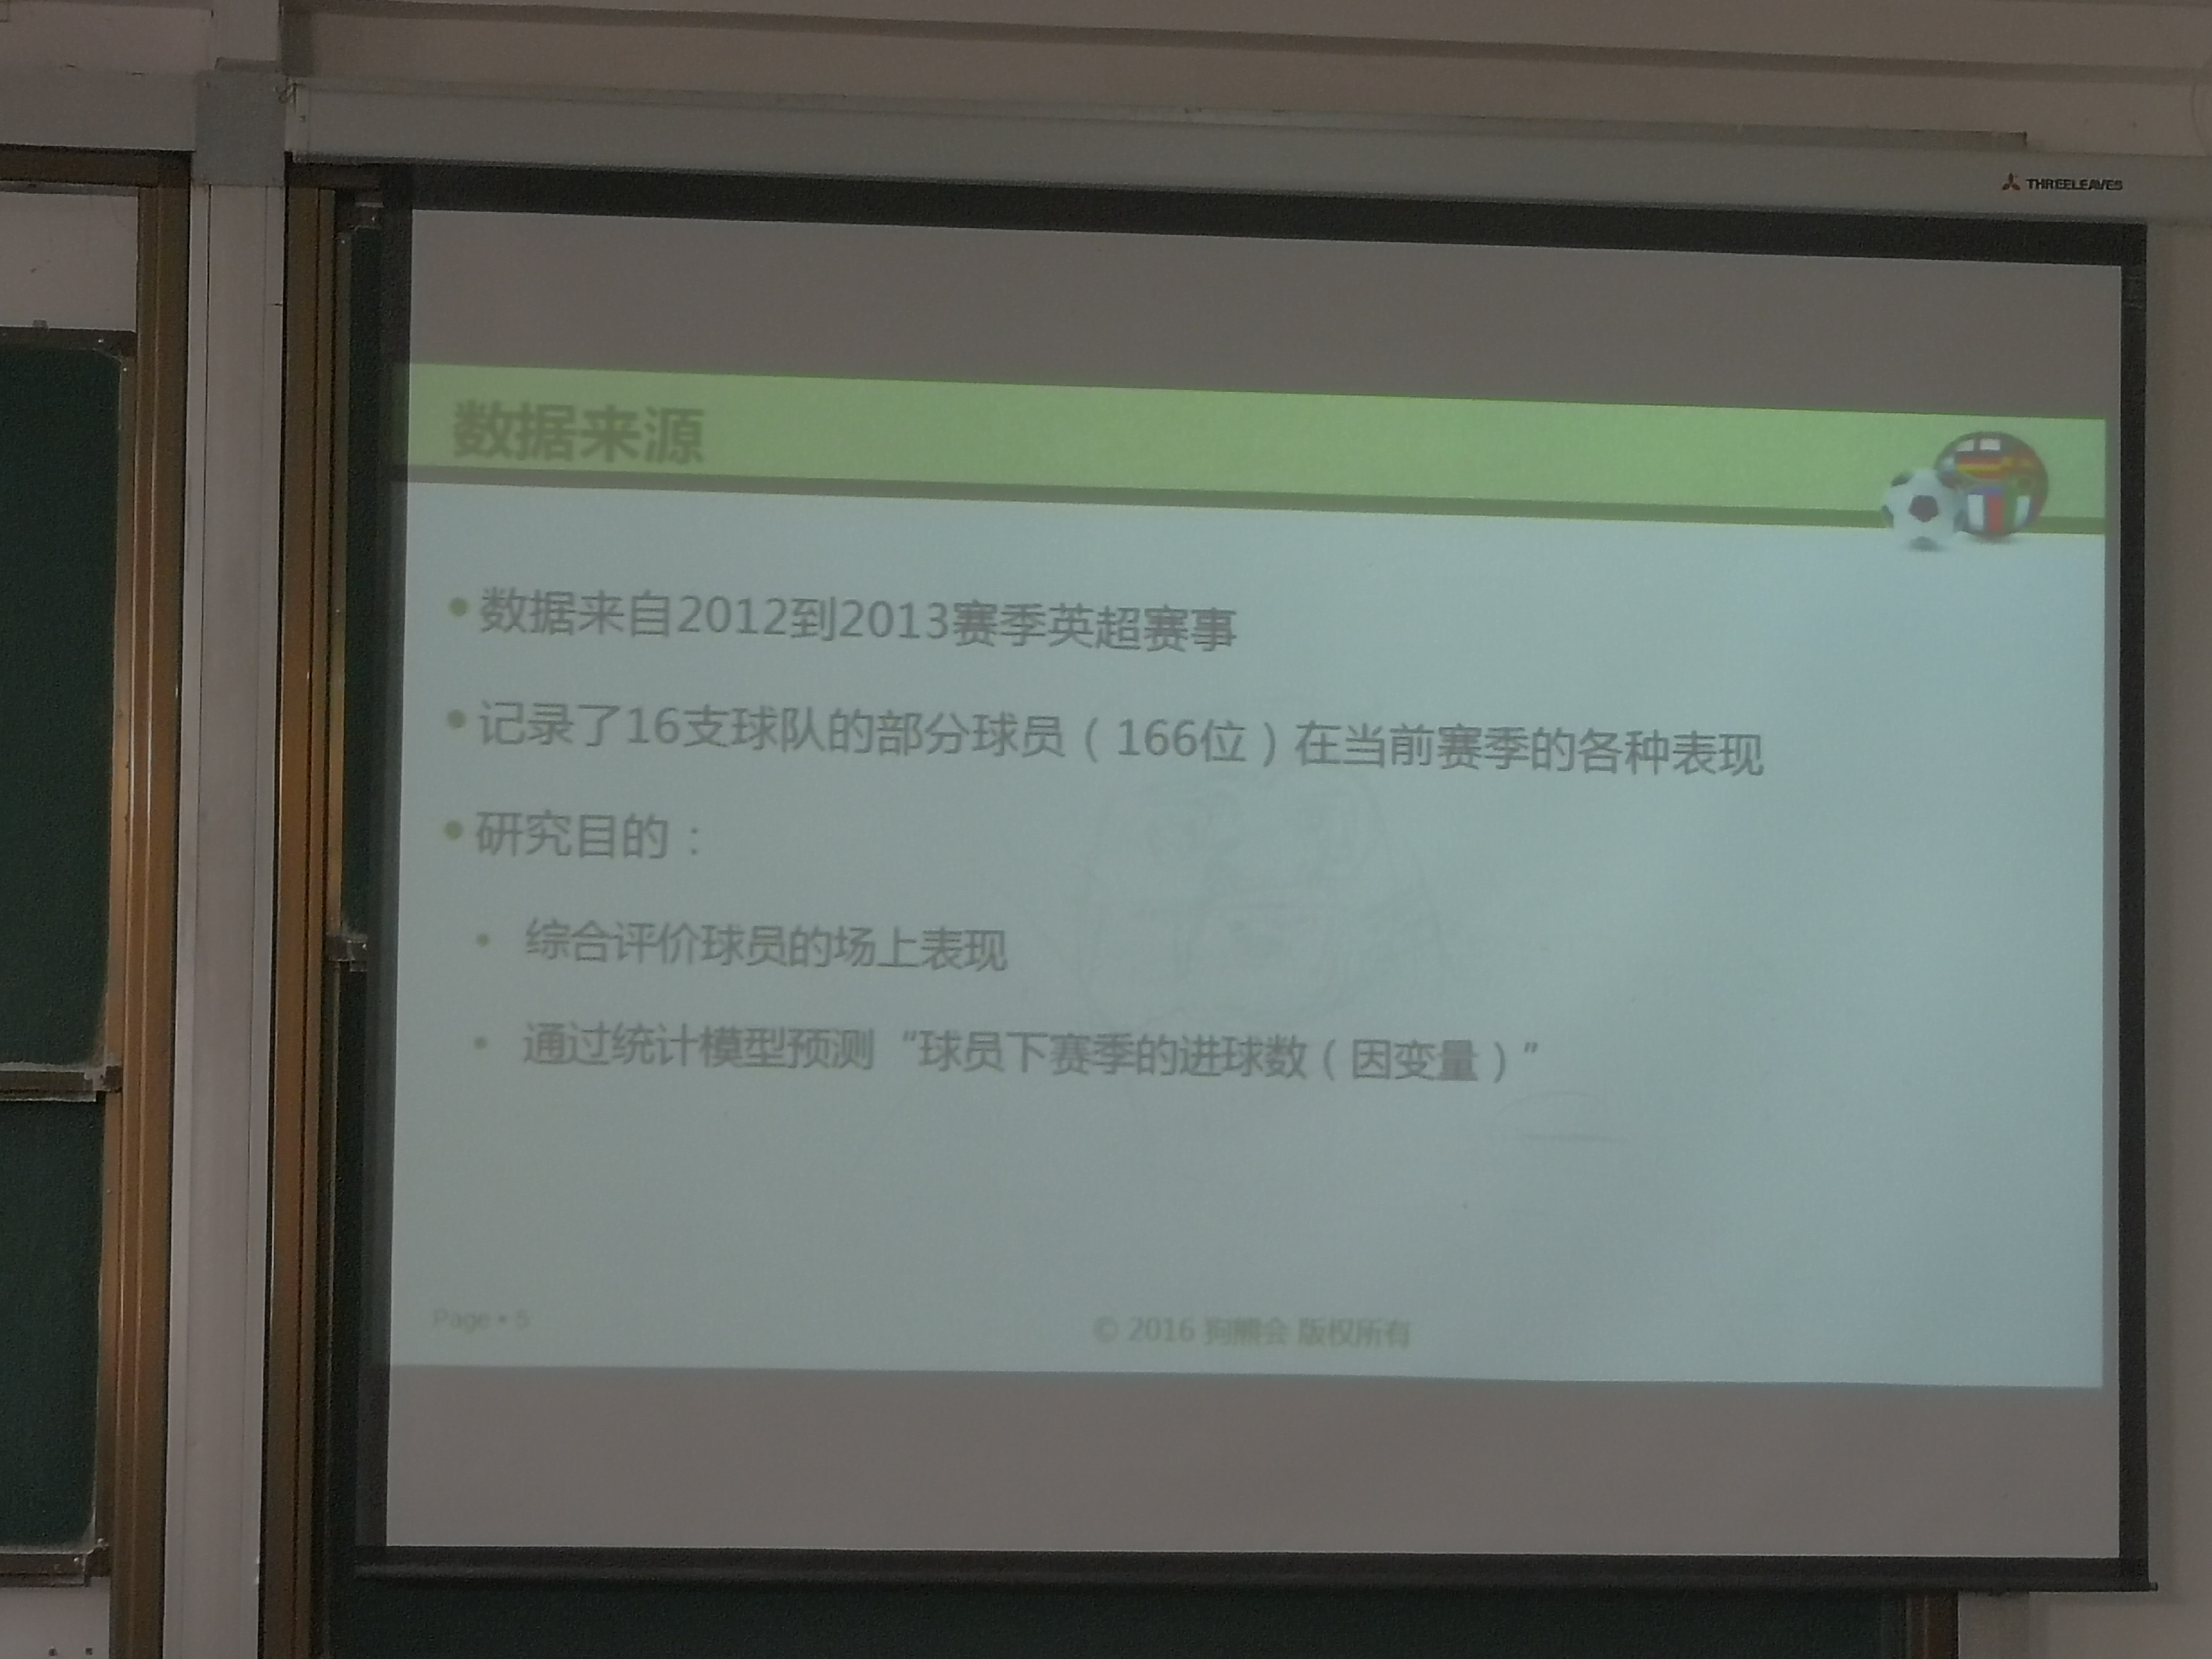 THREELEAVES
数据来源
•数据来自2012到2013赛季英超赛事
•记录了16支球队的部分球员（166位）在当前赛季的各种表现
•研究目的：
• 综合评价球员的场上表现
• 通过统计模型预测“球员下赛季的进球数（因变量）”
Page ▪ 5
© 2016 狗熊会 版权所有